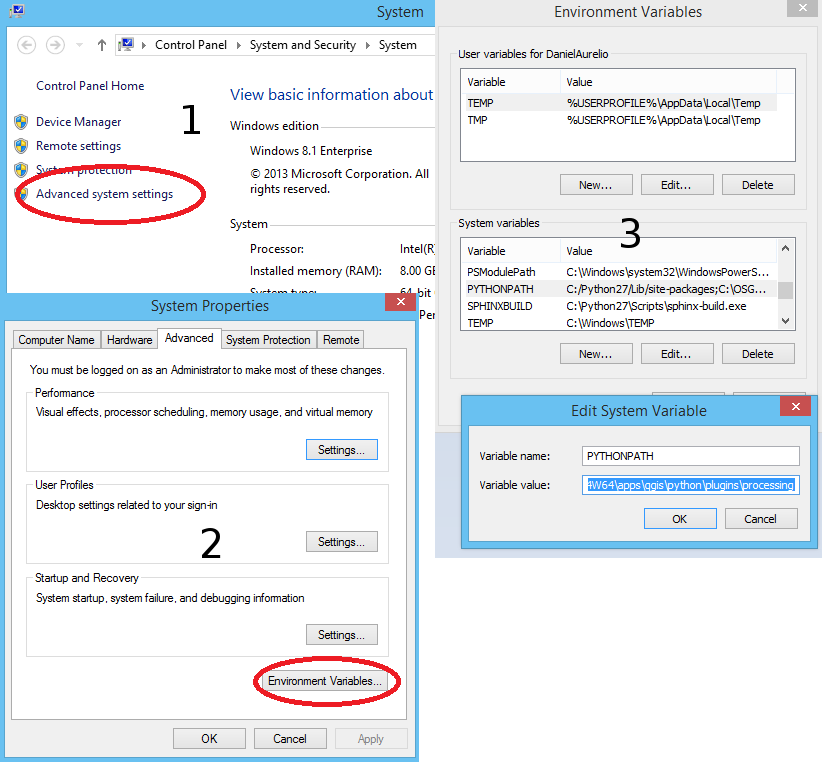 System
Control Panel System and Security System
Control Panel Home
Device Manager
Remote settings
System protection
Advanced system settings
1
View basic information about
Windows edition
Windows 8.1 Enterprise
© 2013 Microsoft Corporation. All
rights reserved.
System
Processor: Intel(R
Installed memory (RAM): 8.00 GB
System type: 64-bit
Pen
System Properties
Computer Name Hardware Advanced System Protection Remote
You must be logged on as an Administrator to make most of these changes.
Performance
Visual effects, processor scheduling, memory usage, and virtual memory
Settings...
User Profiles
Desktop settings related to your sign-in
2
Settings...
Startup and Recovery
System startup, system failure, and debugging information
Settings...
Environment Variables...
OK Cancel Apply
Environment Variables
User variables for DanielAurelio
Variable Value
TEMP %USERPROFILE%\AppData\Local\Temp
TMP %USERPROFILE%\AppData\Local\Temp
New... Edit... Delete
System variables
3
Variable Value
PSModulePath C:\Windows\system32\WindowsPowerS...
PYTHONPATH C:/Python27/Lib/site-packages;C:\OSG...
SPHINXBUILD C:\Python27\Scripts\sphinx-build.exe
TEMP C:\Windows\TEMP
New... Edit... Delete
Edit System Variable
Variable name: PYTHONPATH
Variable value: 4W64\apps\qgis\python\plugins\processing
OK Cancel